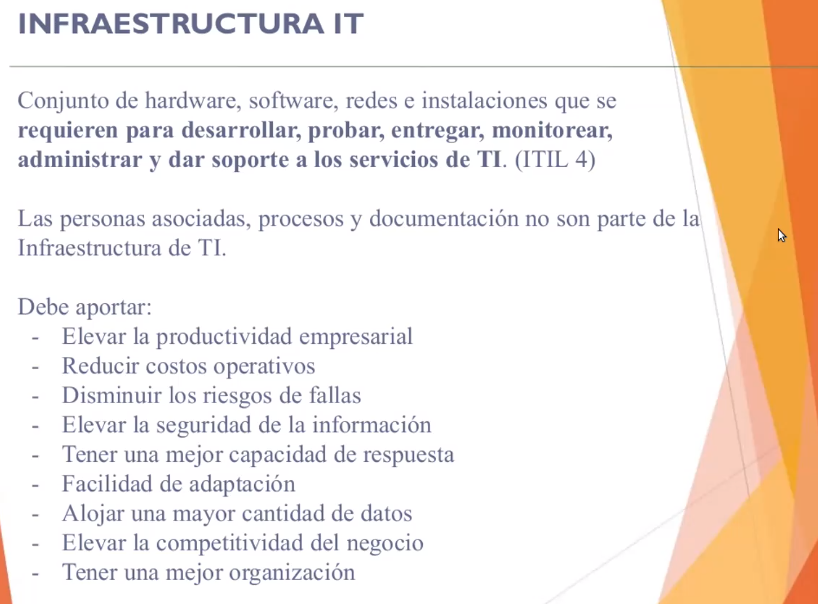 INFRAESTRUCTURA IT
Conjunto de hardware, software, redes e instalaciones que se
requieren para desarrollar, probar, entregar, monitorear,
administrar y dar soporte a los servicios de TI. (ITIL 4)
Las personas asociadas, procesos y documentación no son parte de la
Infraestructura de TI.
Debe aportar:
- Elevar la productividad empresarial
- Reducir costos operativos
- Disminuir los riesgos de fallas
- Elevar la seguridad de la información
- Tener una mejor capacidad de respuesta
- Facilidad de adaptación
- Alojar una mayor cantidad de datos
- Elevar la competitividad del negocio
- Tener una mejor organización